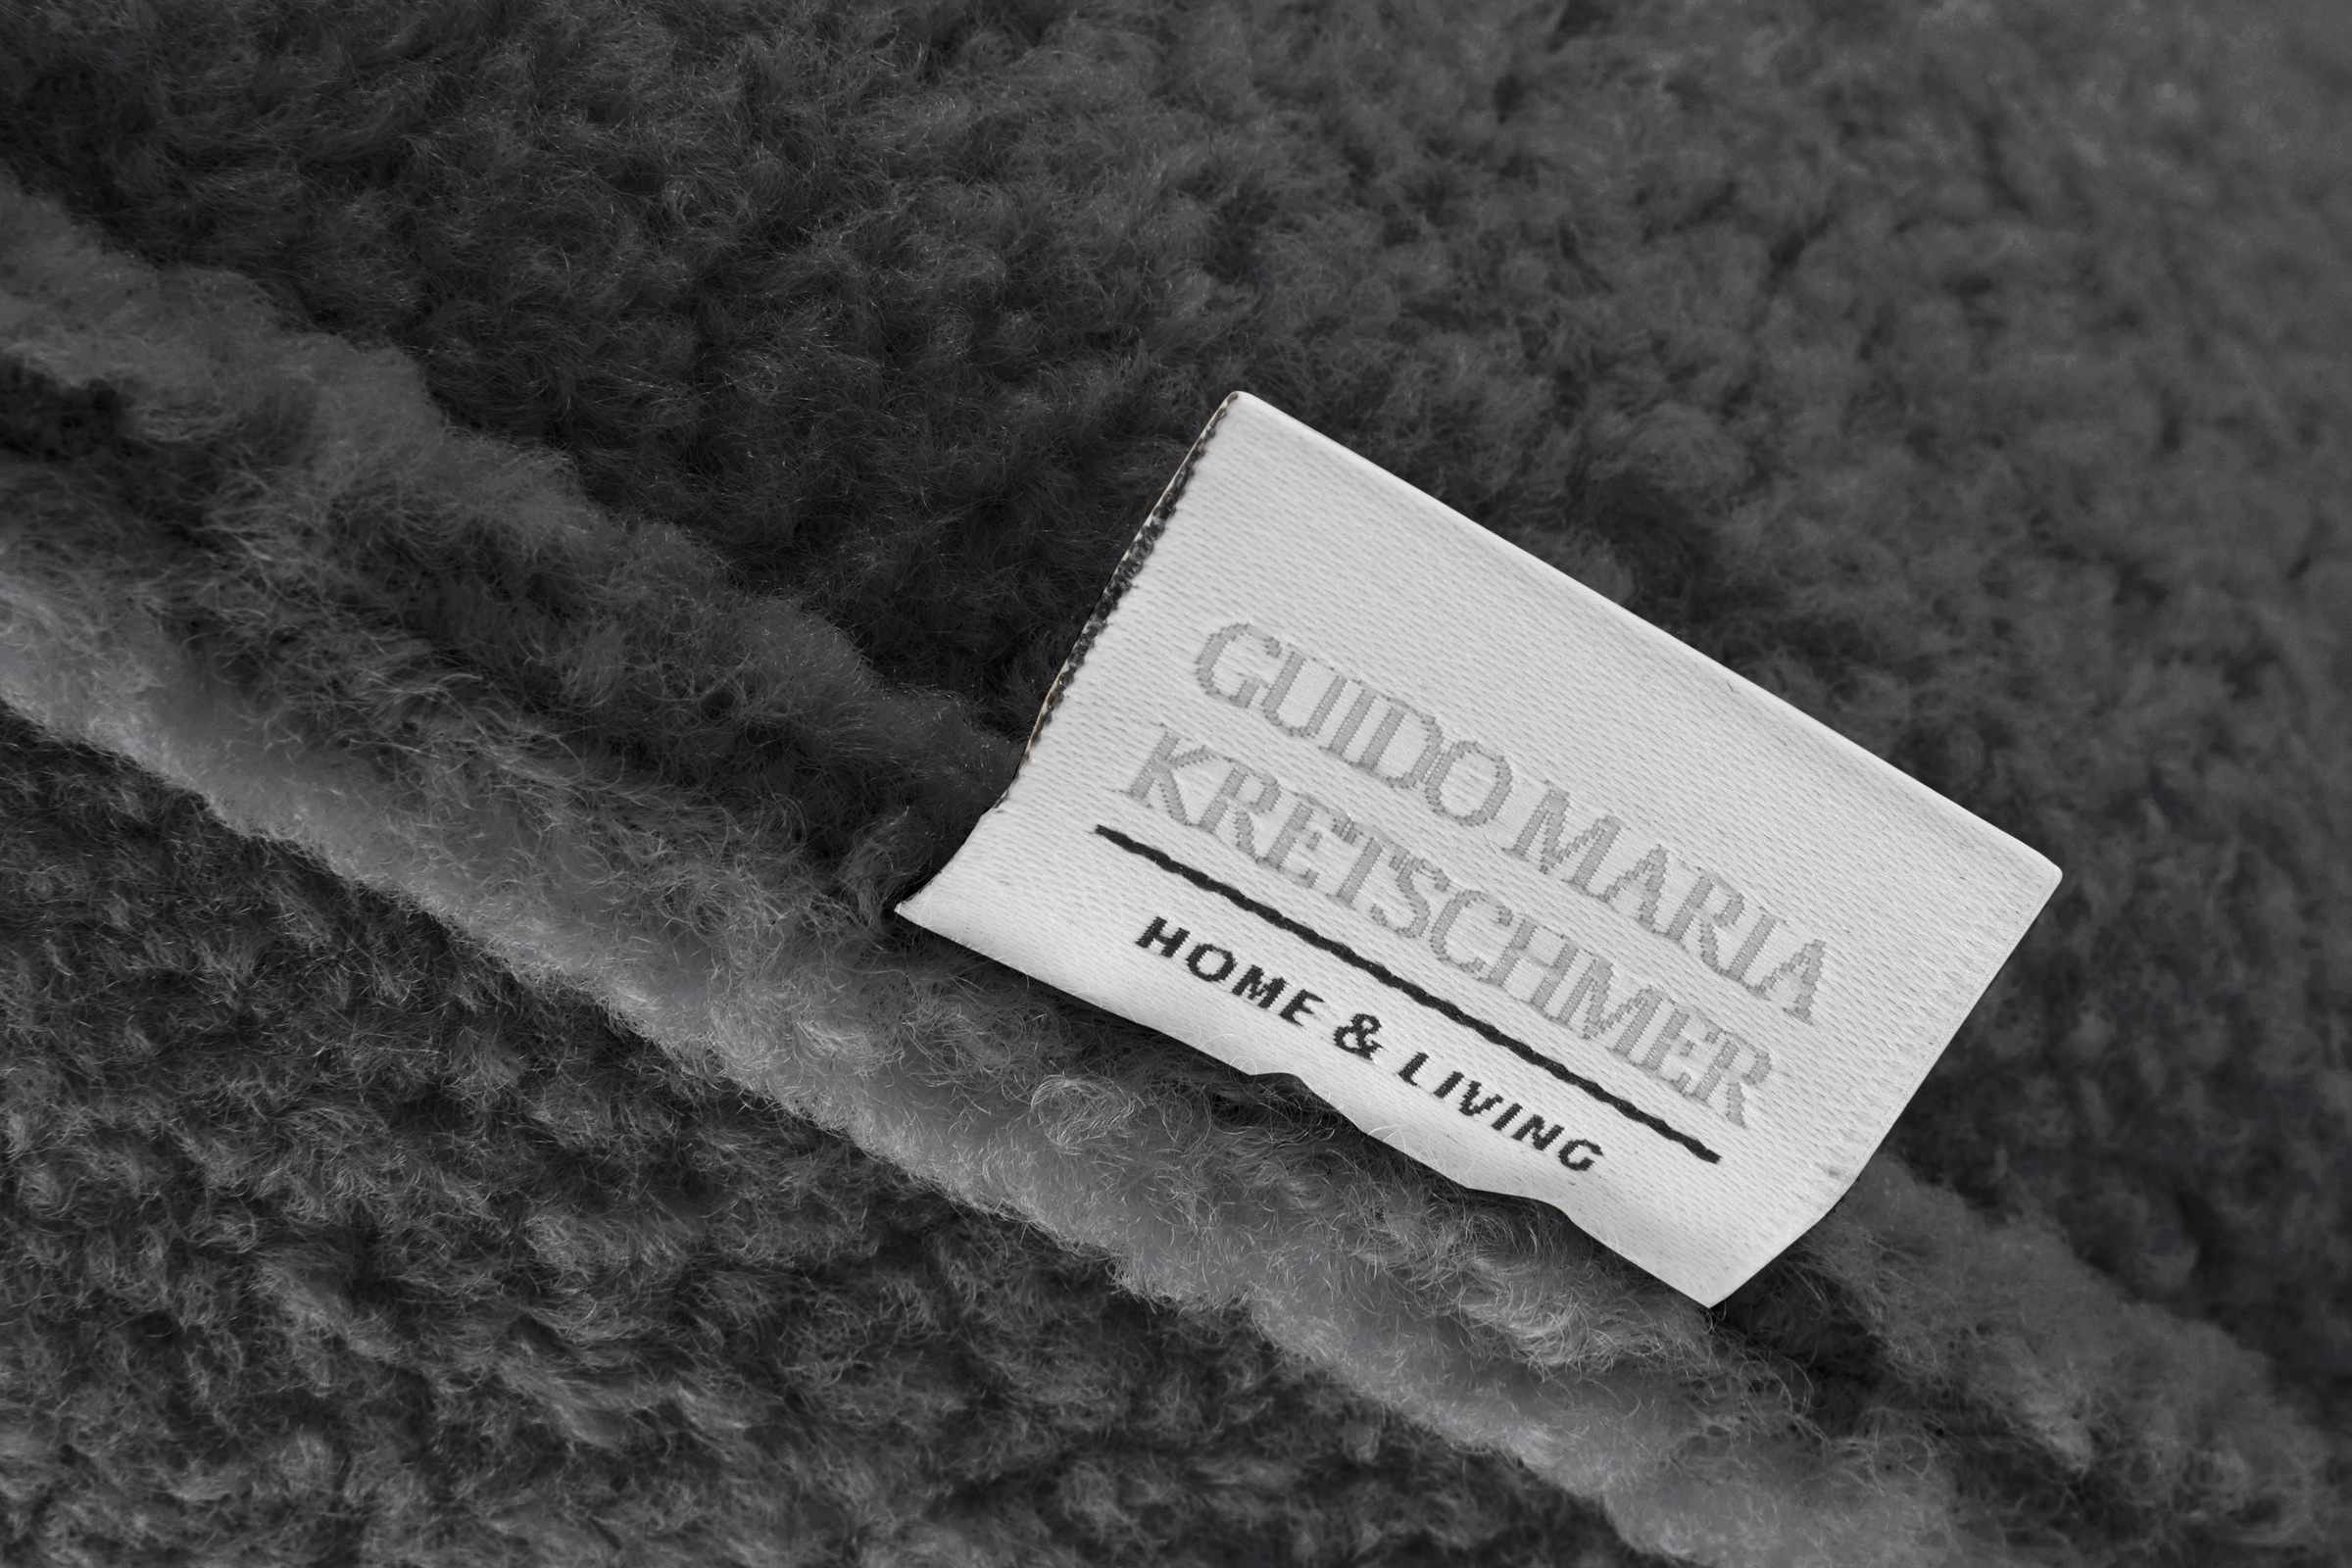 GUIDO MARIA
KRETSCHMER
HOME & LIVING